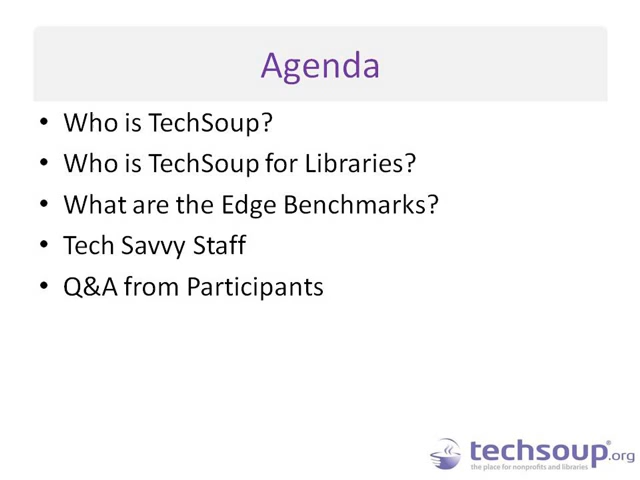 Agenda
• Who is TechSoup?
• Who is TechSoup for Libraries?
• What are the Edge Benchmarks?
• Tech Savvy Staff
• Q&A from Participants
techsoup®.org
the place for nonprofits and libraries